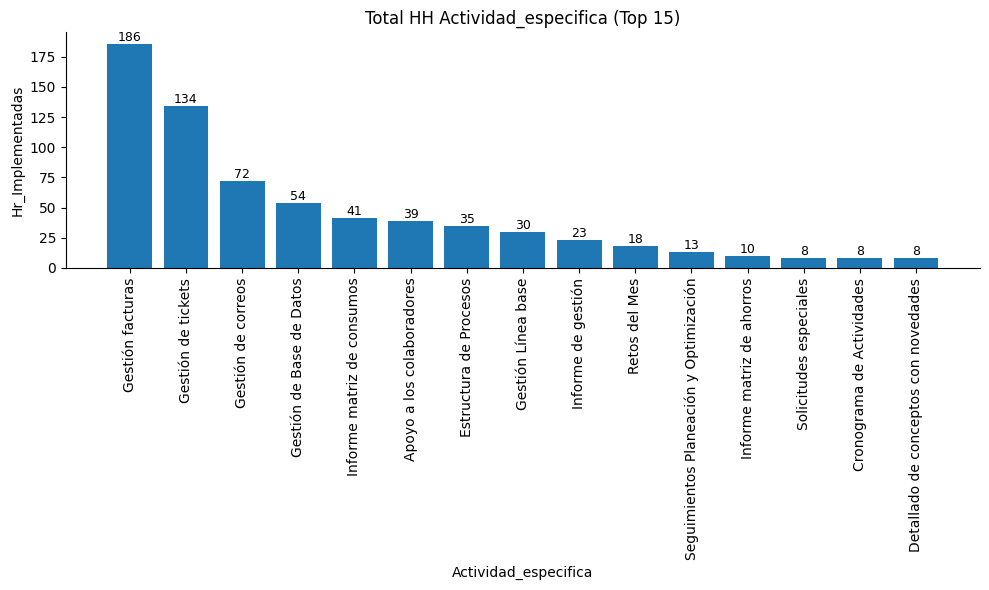 Total HH Actividad_especifica (Top 15)
Hr_Implementadas
175
150
125
100
75
50
25
0
186
134
72
54
41
39
35
30
23
18
13
10
8
8
8
Gestión facturas
Gestión de tickets
Gestión de correos
Gestión de Base de Datos
Informe matriz de consumos
Apoyo a los colaboradores
Estructura de Procesos
Gestión Línea base
Informe de gestión
Retos del Mes
Seguimientos Planeación y Optimización
Informe matriz de ahorros
Solicitudes especiales
Cronograma de Actividades
Detallado de conceptos con novedades
Actividad_especifica